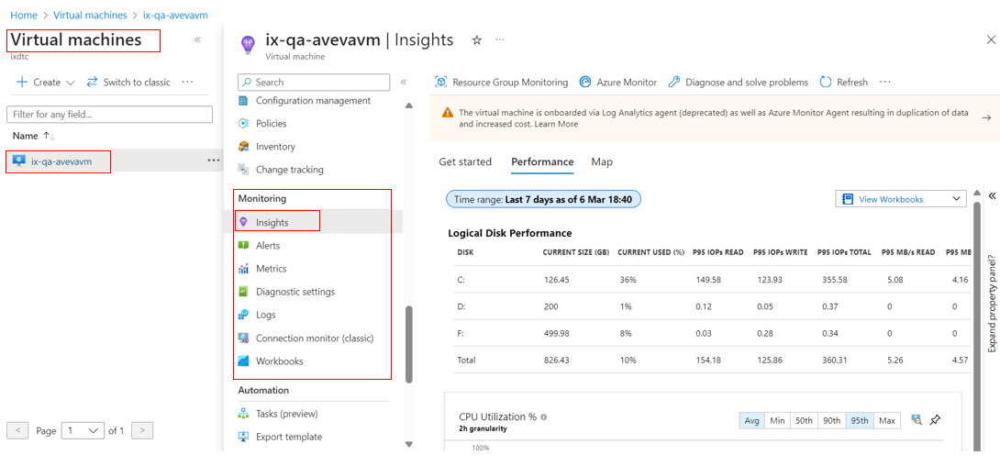 Home > Virtual machines > ix-qa-avevavm
Virtual machines
ixdtc
Create
Switch to classic
Filter for any field...
Name
ix-qa-avevavm
Page 1 of 1
ix-qa-avevavm | Insights
Virtual machine
Search
Configuration management
Policies
Inventory
Change tracking
Monitoring
Insights
Alerts
Metrics
Diagnostic settings
Logs
Connection monitor (classic)
Workbooks
Automation
Tasks (preview)
Export template
Resource Group Monitoring Azure Monitor Diagnose and solve problems Refresh
The virtual machine is onboarded via Log Analytics agent (deprecated) as well as Azure Monitor Agent resulting in duplication of data
and increased cost. Learn More
Get started Performance Map
Time range: Last 7 days as of 6 Mar 18:40
View Workbooks
Logical Disk Performance
DISK CURRENT SIZE (GB) CURRENT USED (%) P95 IOPs READ P95 IOPs WRITE P95 IOPs TOTAL P95 MB/s READ P95 MB
C: 126.45 36% 149.58 123.93 355.58 5.08 4.16
D: 200 1% 0.12 0.05 0.37 0 0
F: 499.98 8% 0.03 0.28 0.34 0 0
Total 826.43 10% 154.18 125.86 360.31 5.26 4.57
CPU Utilization %
2h granularity
Avg Min 50th 90th 95th Max
100%
Expand property panel?